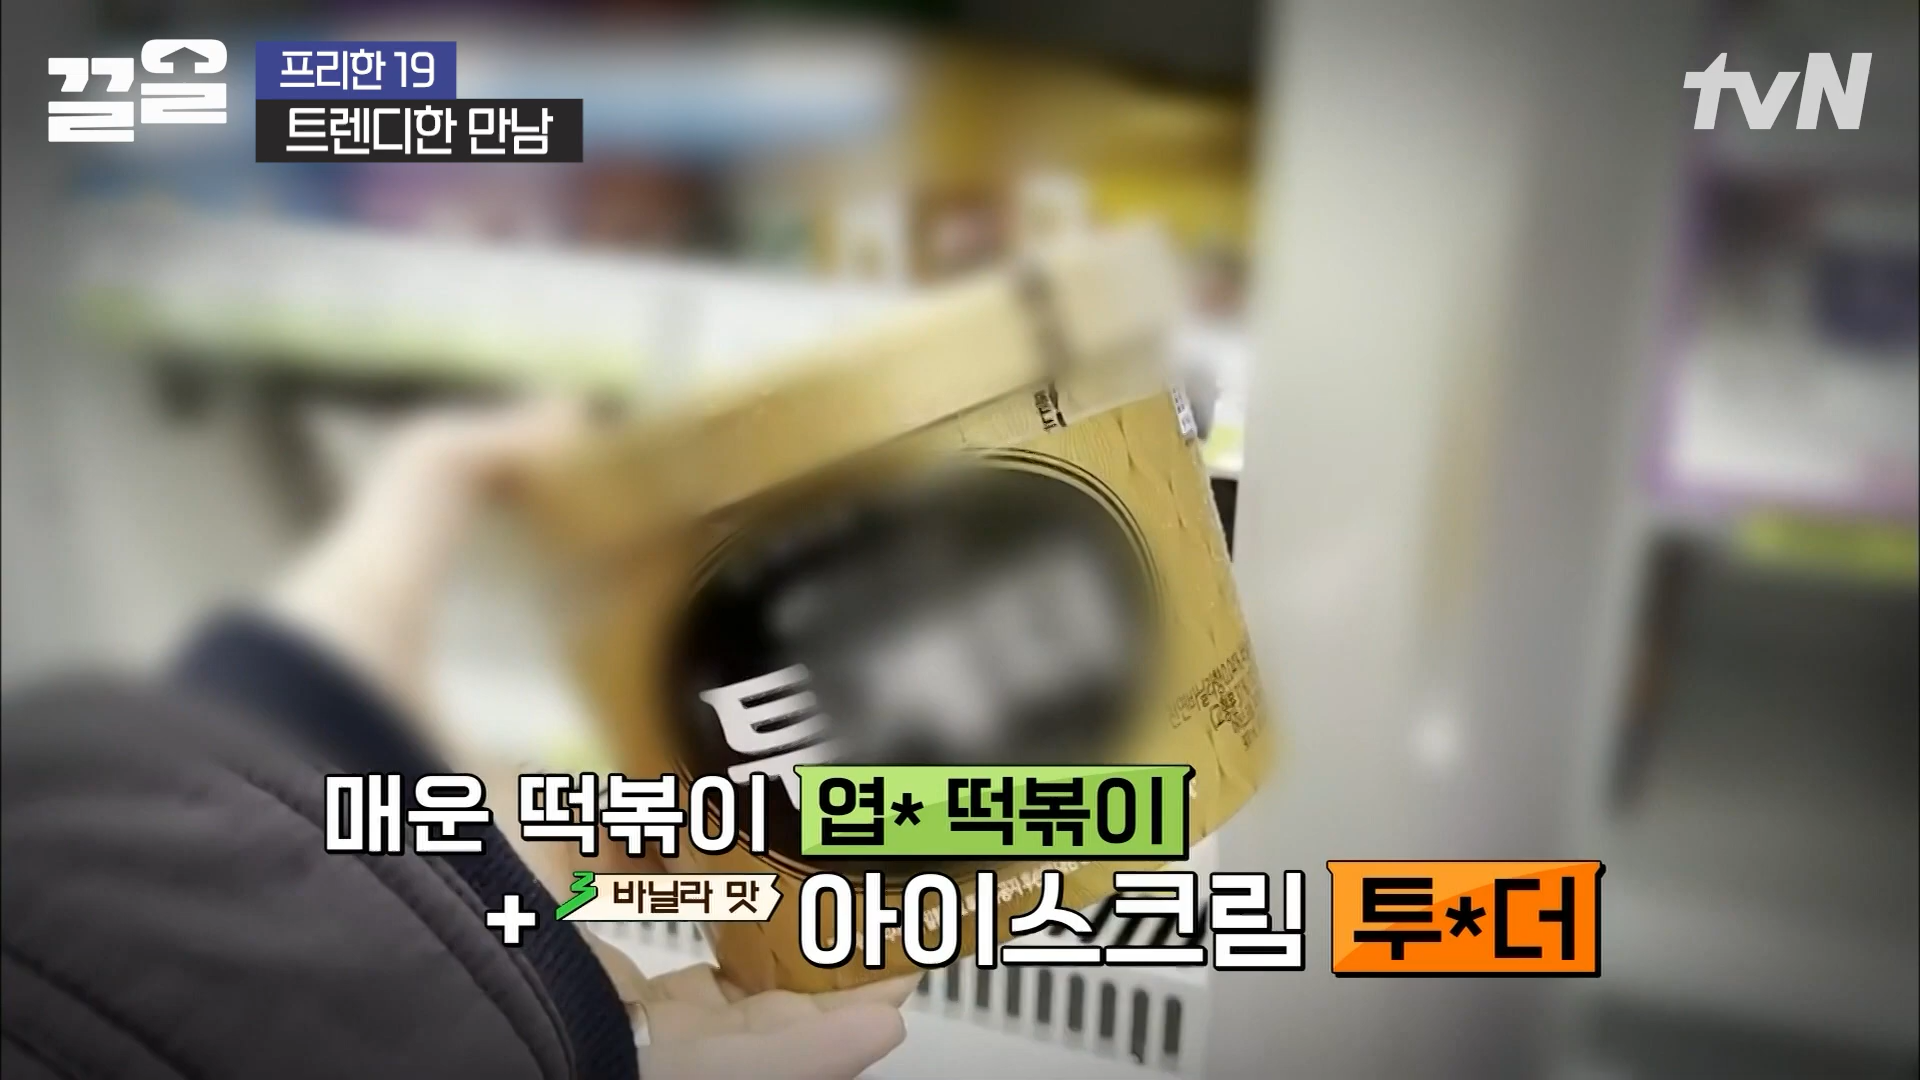 끌올
프리한 19
트렌디한 만남
tvN
투
매운 떡볶이 엽* 떡볶이
+ 바닐라 맛 아이스크림 투*더